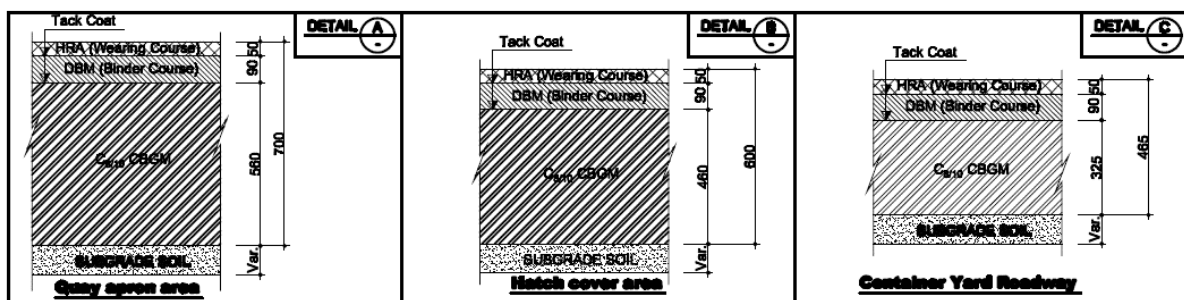 DETAIL A
-
Tack Coat
HRA (Wearing Course)
DBM (Binder Course)
C8/10 CBGM
SUBGRADE SOIL
50
90
560
700
Var.
Quay apron area
DETAIL B
-
Tack Coat
HRA (Wearing Course)
DBM (Binder Course)
C8/10 CBGM
SUBGRADE SOIL
50
90
460
600
Var.
Hatch cover area
DETAIL C
-
Tack Coat
HRA (Wearing Course)
DBM (Binder Course)
C8/10 CBGM
SUBGRADE SOIL
50
90
325
465
Var.
Container Yard Roadway